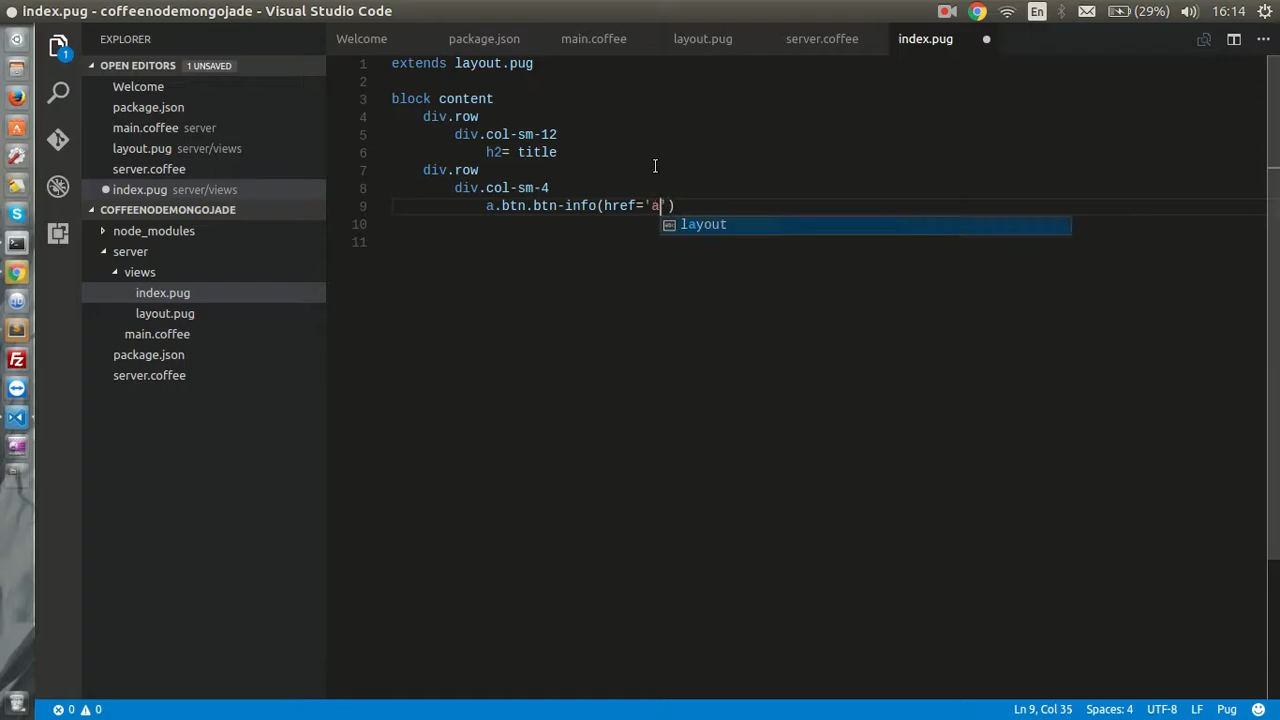 index.pug - coffeenodemongojade - Visual Studio Code
En
(29%)
16:14
EXPLORER
OPEN EDITORS 1 UNSAVED
Welcome
package.json
main.coffee server
layout.pug server/views
server.coffee
index.pug server/views
COFFEENODEMONGOJADE
node_modules
server
views
index.pug
layout.pug
main.coffee
package.json
server.coffee
1
Welcome
package.json
main.coffee
layout.pug
server.coffee
index.pug
1 extends layout.pug
2
3 block content
4 div.row
5 div.col-sm-12
6 h2= title
7 div.row
8 div.col-sm-4
9 a.btn.btn-info(href='a')
layout
10
11
0 0
Ln 9, Col 35
Spaces: 4
UTF-8
LF
Pug